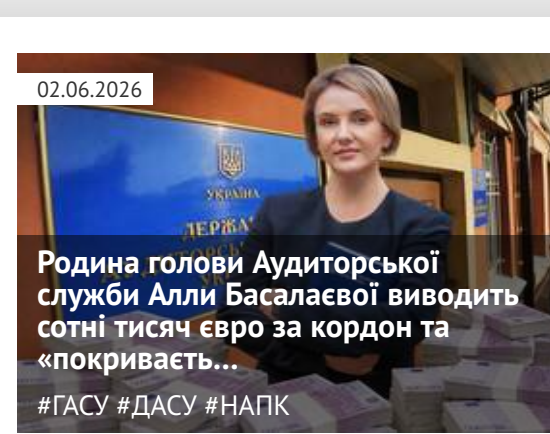 02.06.2026
УКРАЇНА
ДЕРЖА
Родина голови Аудиторської
служби Алли Басалаєвої виводить
сотні тисяч євро за кордон та
«покриваєть...
#ГАСУ #ДАСУ #НАПК